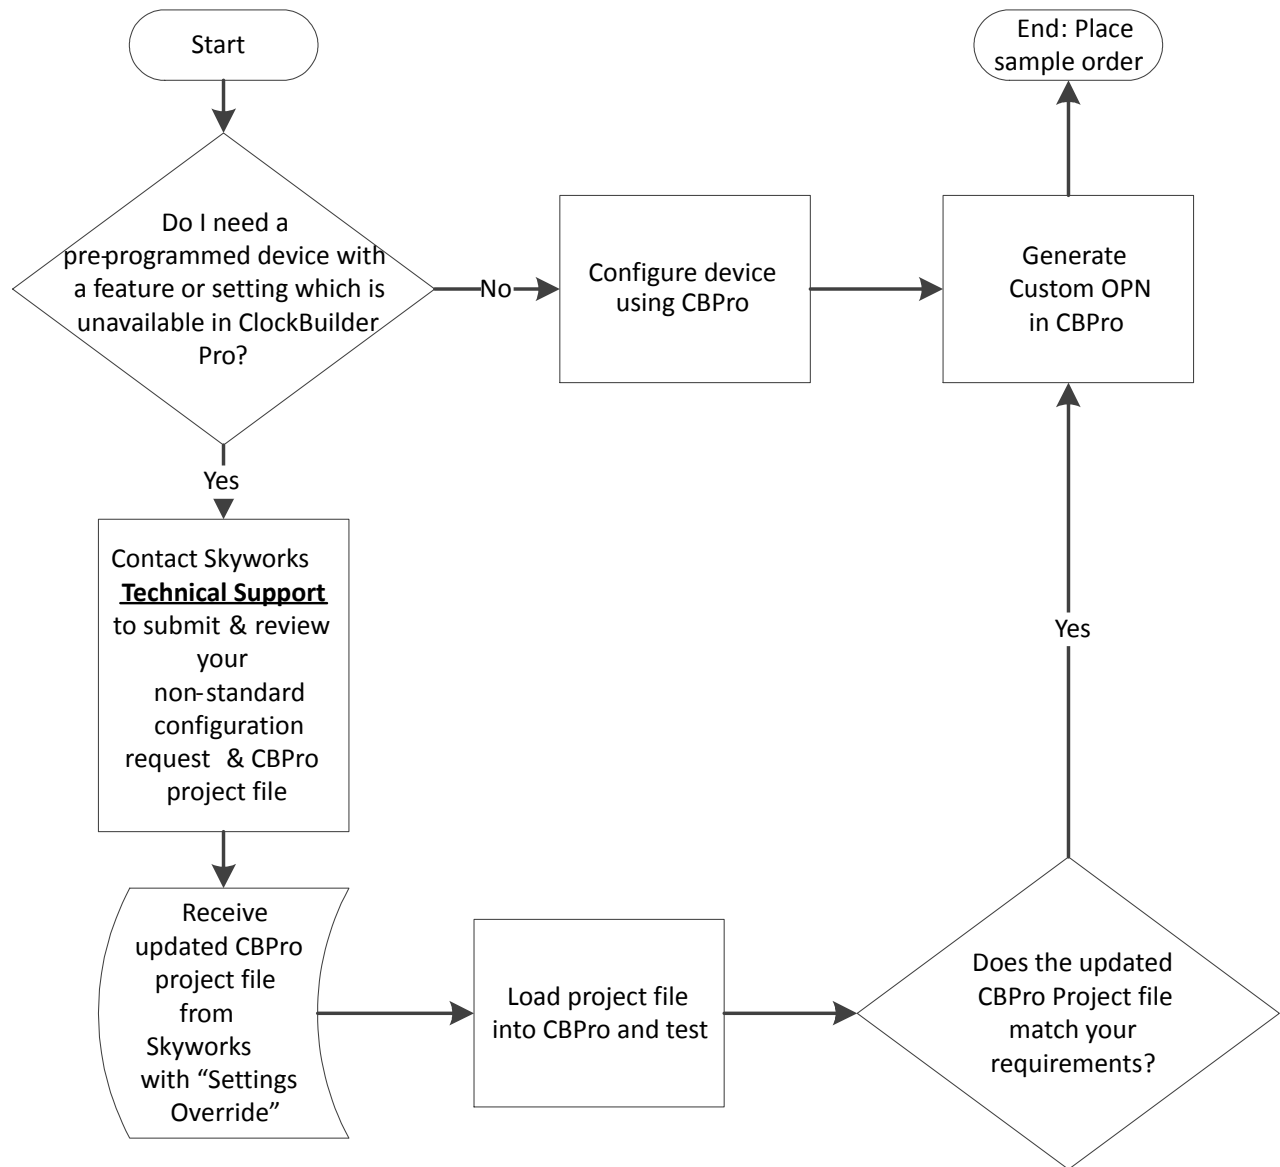 Start
End: Place
sample order
Do I need a
pre-programmed device with
a feature or setting which is
unavailable in ClockBuilder
Pro?
No
Configure device
using CBPro
Generate
Custom OPN
in CBPro
Yes
Contact Skyworks
Technical Support
to submit & review
your
non-standard
configuration
request & CBPro
project file
Yes
Receive
updated CBPro
project file
from
Skyworks
with “Settings
Override”
Load project file
into CBPro and test
Does the updated
CBPro Project file
match your
requirements?